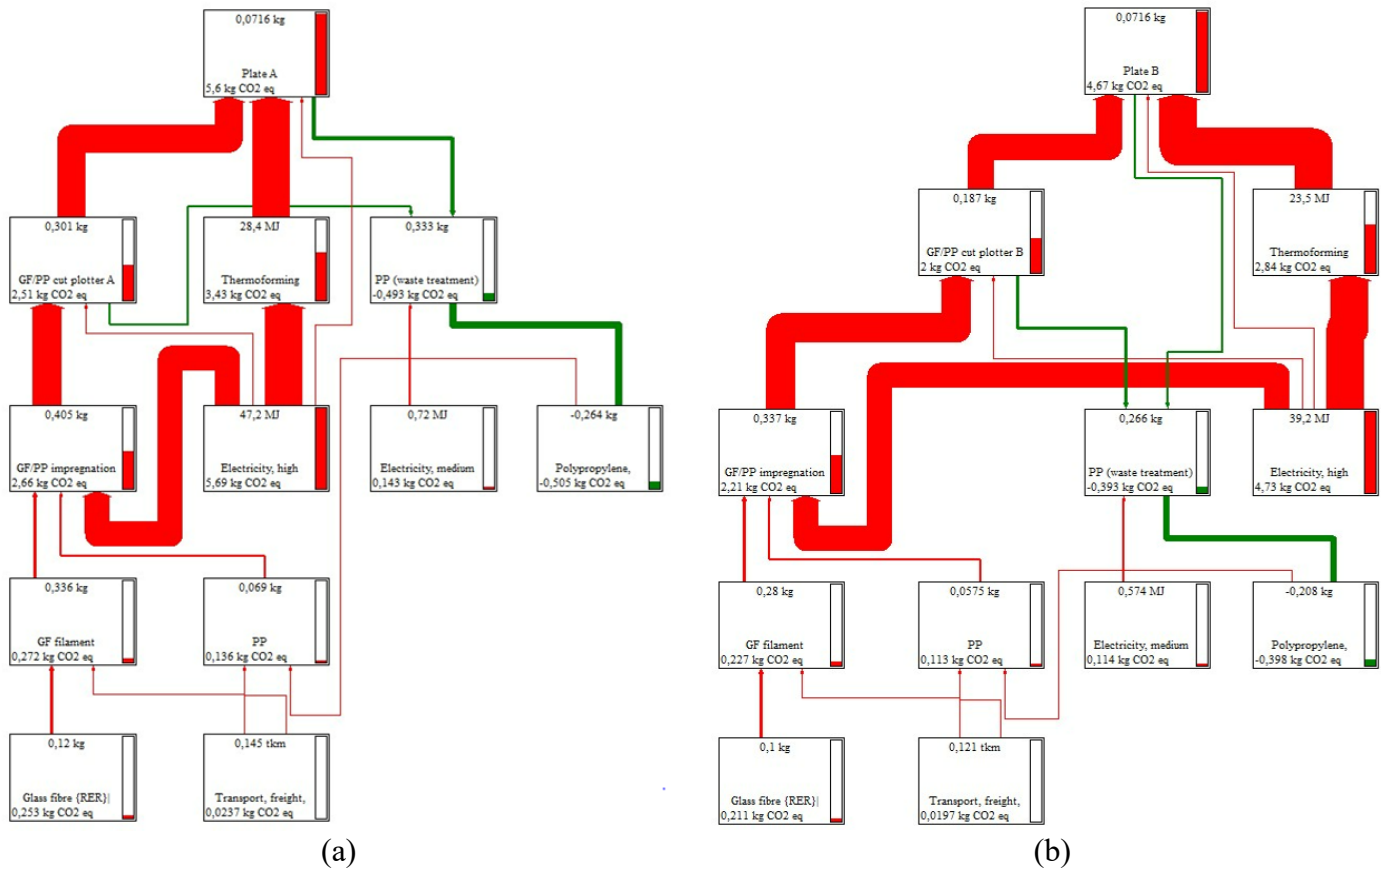 0,0716 kg
Plate A
5,6 kg CO2 eq
0,301 kg
GF/PP cut plotter A
2,51 kg CO2 eq
28,4 MJ
Thermoforming
3,43 kg CO2 eq
0,333 kg
PP (waste treatment)
-0,493 kg CO2 eq
0,405 kg
GF/PP impregnation
2,66 kg CO2 eq
47,2 MJ
Electricity, high
5,69 kg CO2 eq
0,72 MJ
Electricity, medium
0,143 kg CO2 eq
-0,264 kg
Polypropylene,
-0,505 kg CO2 eq
0,336 kg
GF filament
0,272 kg CO2 eq
0,069 kg
PP
0,136 kg CO2 eq
0,12 kg
Glass fibre {RER}|
0,253 kg CO2 eq
0,145 tkm
Transport, freight,
0,0237 kg CO2 eq
(a)
0,0716 kg
Plate B
4,67 kg CO2 eq
0,187 kg
GF/PP cut plotter B
2 kg CO2 eq
23,5 MJ
Thermoforming
2,84 kg CO2 eq
0,337 kg
GF/PP impregnation
2,21 kg CO2 eq
0,266 kg
PP (waste treatment)
-0,393 kg CO2 eq
39,2 MJ
Electricity, high
4,73 kg CO2 eq
0,28 kg
GF filament
0,227 kg CO2 eq
0,0575 kg
PP
0,113 kg CO2 eq
0,574 MJ
Electricity, medium
0,114 kg CO2 eq
-0,208 kg
Polypropylene,
-0,398 kg CO2 eq
0,1 kg
Glass fibre {RER}|
0,211 kg CO2 eq
0,121 tkm
Transport, freight,
0,0197 kg CO2 eq
(b)